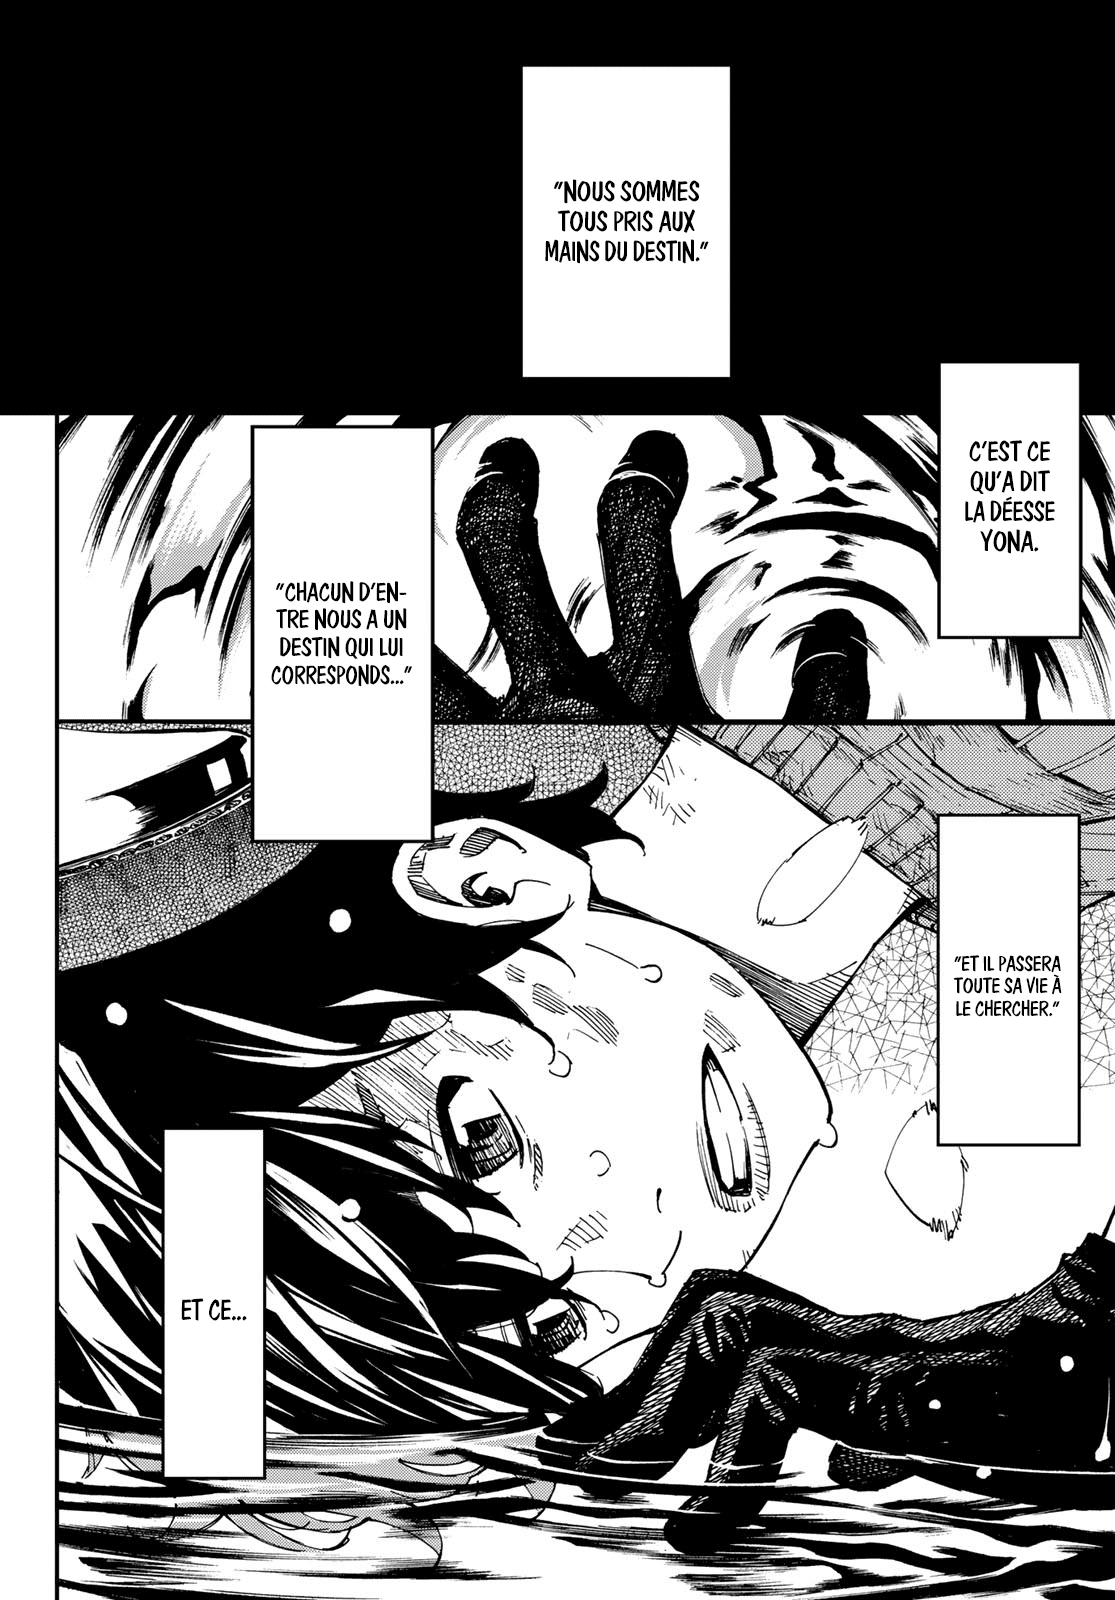 "NOUS SOMMES
TOUS PRIS AUX
MAINS DU DESTIN."
C'EST CE
QU'A DIT
LA DÉESSE
YONA.
"CHACUN D'EN-
TRE NOUS A UN
DESTIN QUI LUI
CORRESPONDS..."
"ET IL PASSERA
TOUTE SA VIE À
LE CHERCHER."
ET CE...